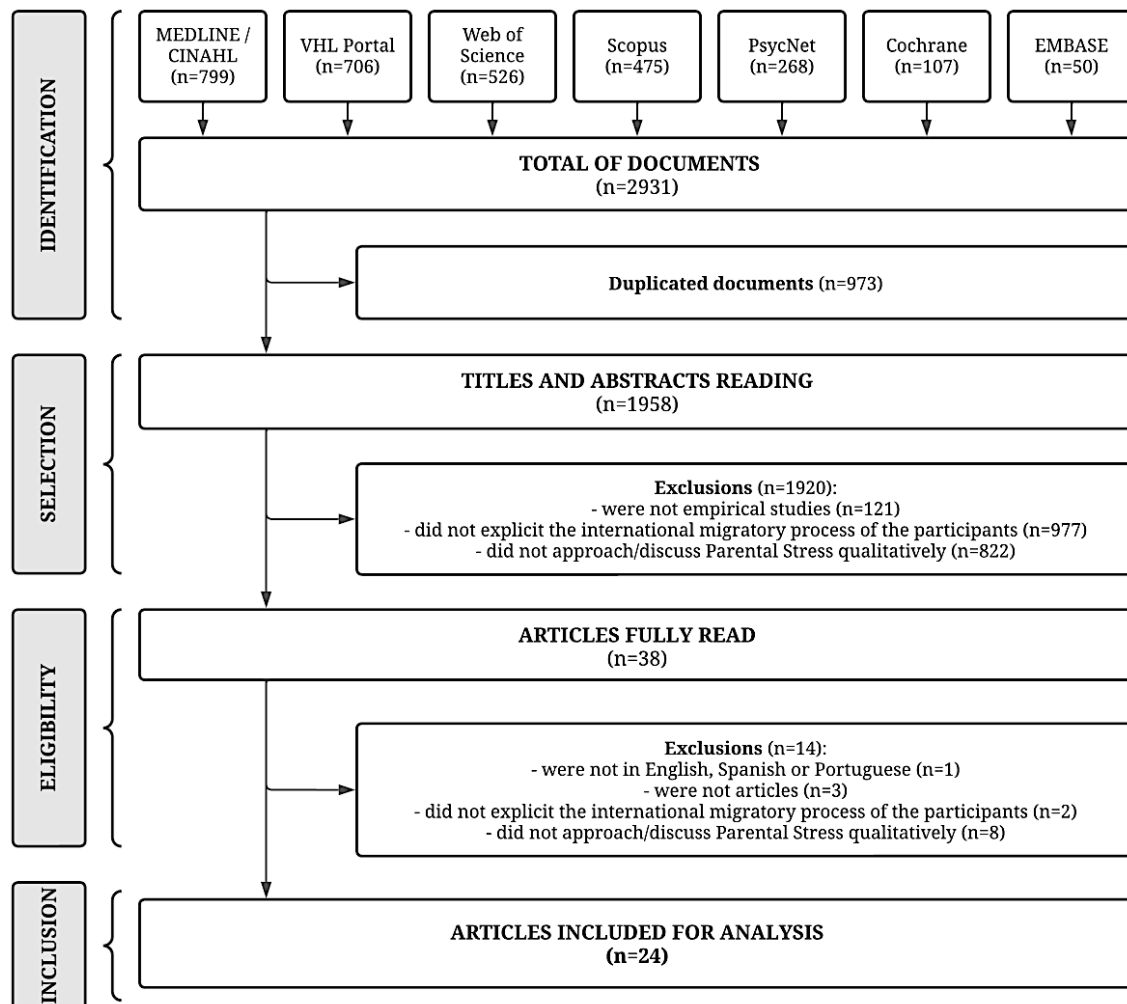 IDENTIFICATION
MEDLINE /
CINAHL
(n=799)
VHL Portal
(n=706)
Web of
Science
(n=526)
Scopus
(n=475)
PsycNet
(n=268)
Cochrane
(n=107)
EMBASE
(n=50)
TOTAL OF DOCUMENTS
(n=2931)
Duplicated documents (n=973)
SELECTION
TITLES AND ABSTRACTS READING
(n=1958)
Exclusions (n=1920):
- were not empirical studies (n=121)
- did not explicit the international migratory process of the participants (n=977)
- did not approach/discuss Parental Stress qualitatively (n=822)
ELIGIBILITY
ARTICLES FULLY READ
(n=38)
Exclusions (n=14):
- were not in English, Spanish or Portuguese (n=1)
- were not articles (n=3)
- did not explicit the international migratory process of the participants (n=2)
- did not approach/discuss Parental Stress qualitatively (n=8)
INCLUSION
ARTICLES INCLUDED FOR ANALYSIS
(n=24)